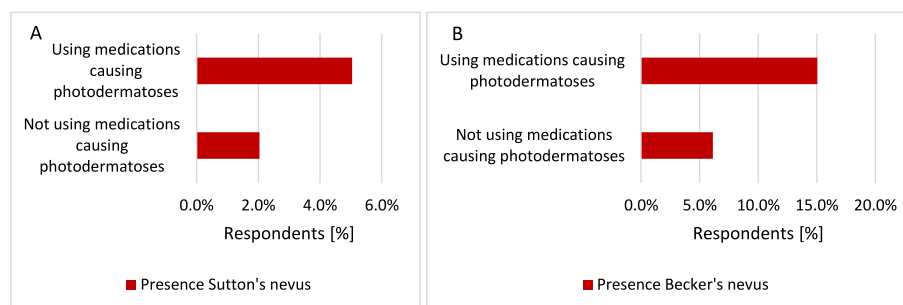 A
Using medications
causing
photodermatoses
Not using medications
causing
photodermatoses
0.0% 2.0% 4.0% 6.0%
Respondents [%]
Presence Sutton's nevus
B
Using medications causing
photodermatoses
Not using medications
causing photodermatoses
0.0% 5.0% 10.0% 15.0% 20.0%
Respondents [%]
Presence Becker's nevus